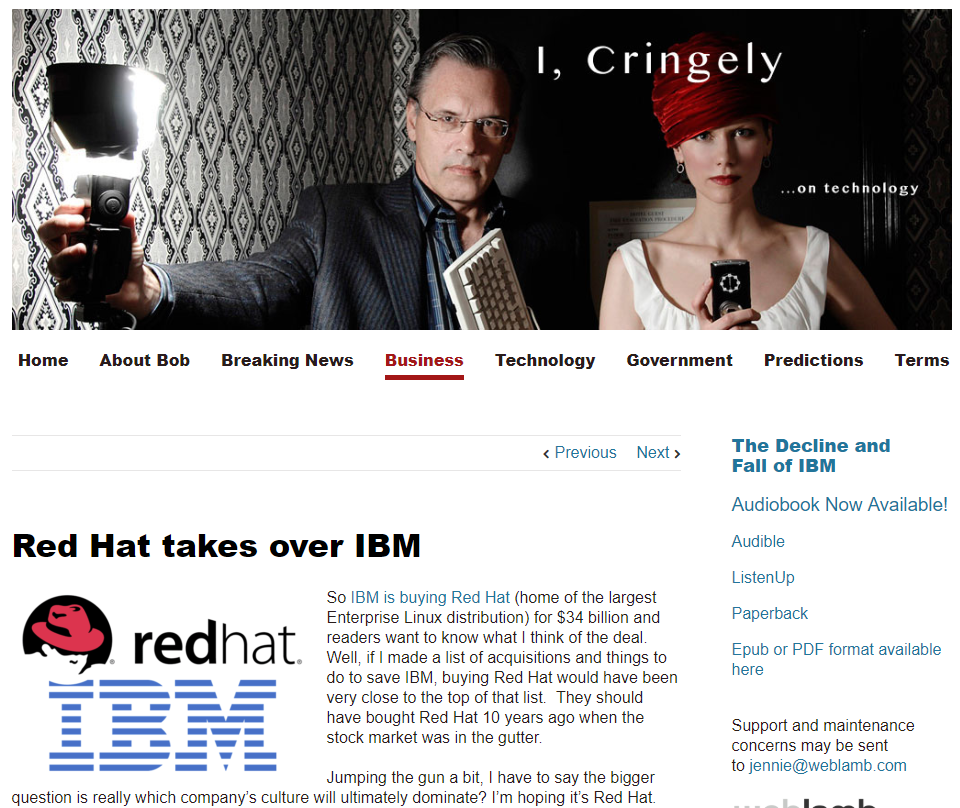 I, Cringely
...on technology
Home About Bob Breaking News Business Technology Government Predictions Terms
Previous Next
Red Hat takes over IBM
redhat.
IBM
So IBM is buying Red Hat (home of the largest
Enterprise Linux distribution) for $34 billion and
readers want to know what I think of the deal.
Well, if I made a list of acquisitions and things to
do to save IBM, buying Red Hat would have been
very close to the top of that list.  They should
have bought Red Hat 10 years ago when the
stock market was in the gutter.
Jumping the gun a bit, I have to say the bigger
question is really which company's culture will ultimately dominate? I'm hoping it's Red Hat.
The Decline and
Fall of IBM
Audiobook Now Available!
Audible
ListenUp
Paperback
Epub or PDF format available
here
Support and maintenance
concerns may be sent
to jennie@weblamb.com